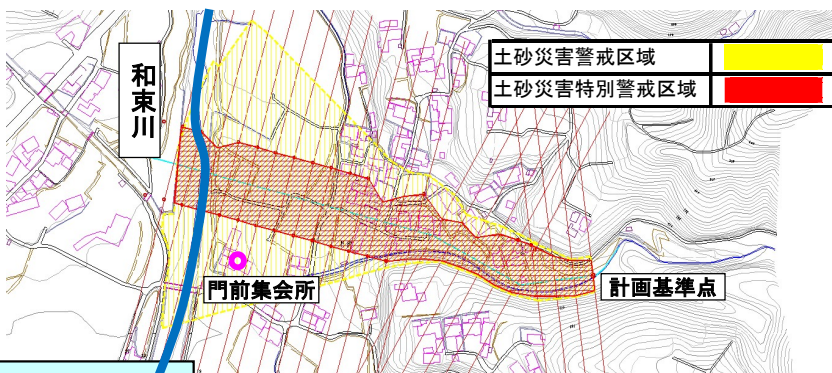 和束川
土砂災害警戒区域
土砂災害特別警戒区域
門前集会所
計画基準点